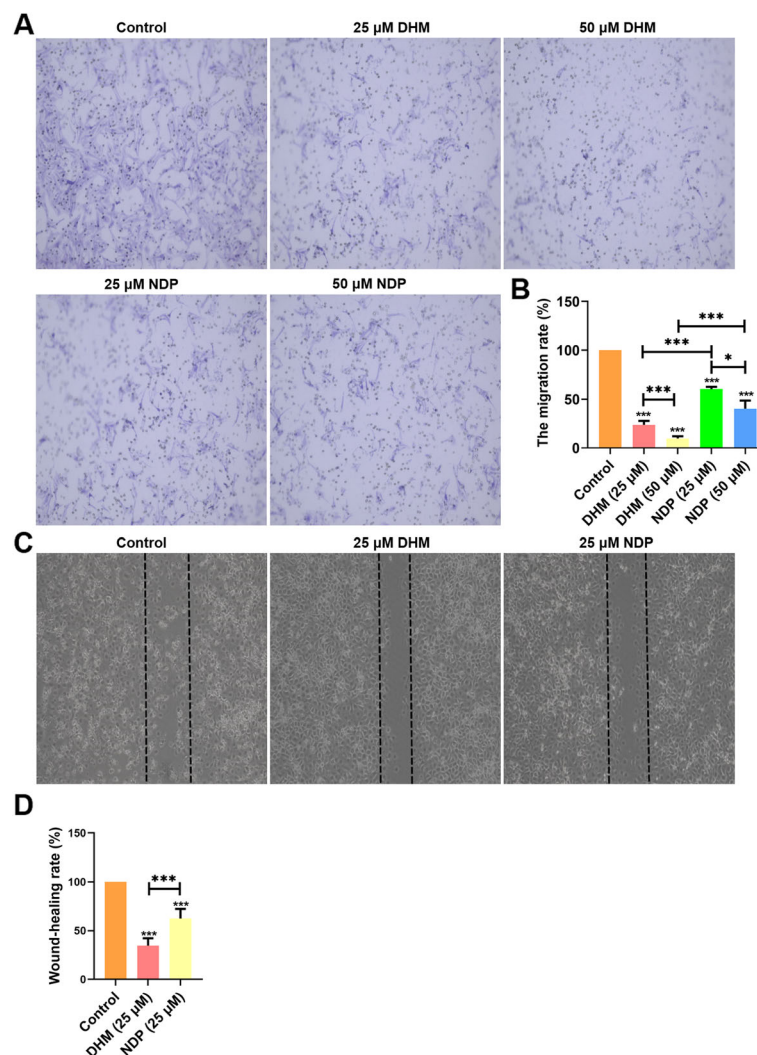 A
Control
25 µM DHM
50 µM DHM
25 µM NDP
50 µM NDP
B
The migration rate (%)
150
100
50
0
***
***
***
*
***
***
***
***
Control
DHM (25 µM)
DHM (50 µM)
NDP (25 µM)
NDP (50 µM)
C
Control
25 µM DHM
25 µM NDP
D
Wound-healing rate (%)
150
100
50
0
***
***
***
Control
DHM (25 µM)
NDP (25 µM)